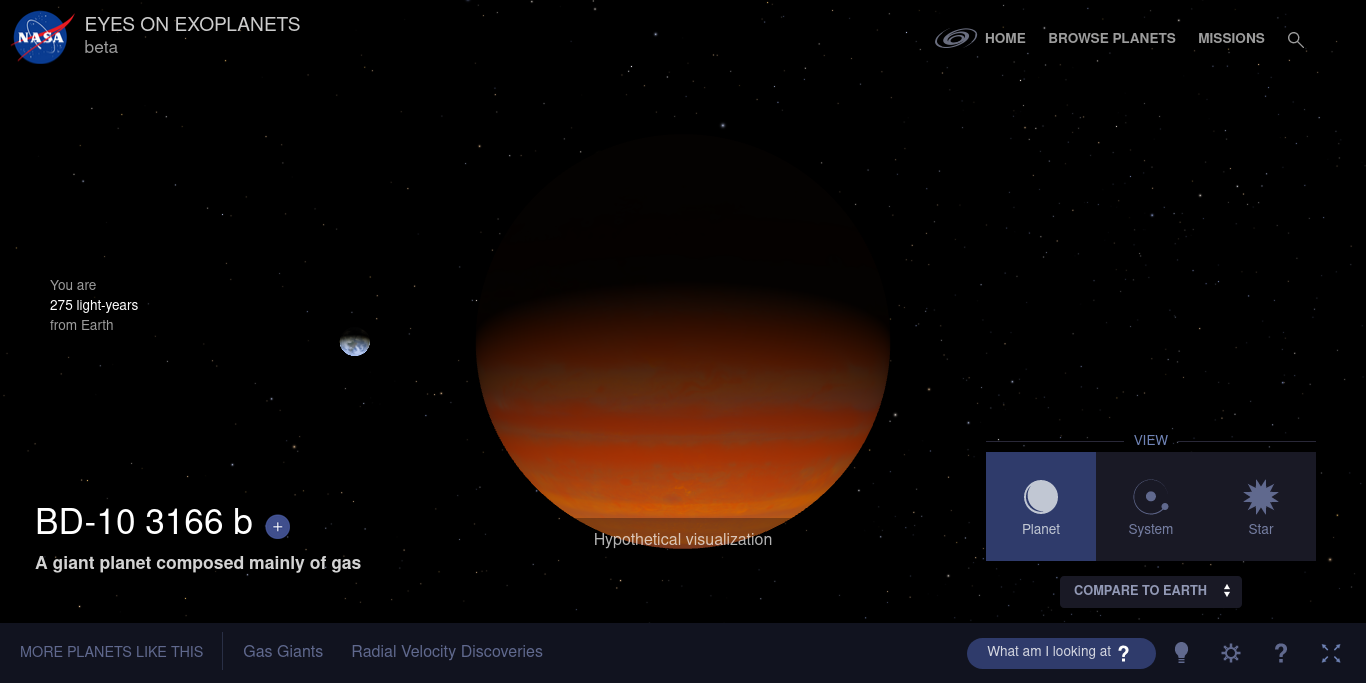 NASA
EYES ON EXOPLANETS
beta
HOME
BROWSE PLANETS
MISSIONS
You are
275 light-years
from Earth
BD-10 3166 b +
A giant planet composed mainly of gas
Hypothetical visualization
VIEW
Planet
System
Star
COMPARE TO EARTH
MORE PLANETS LIKE THIS
Gas Giants
Radial Velocity Discoveries
What am I looking at ?
?